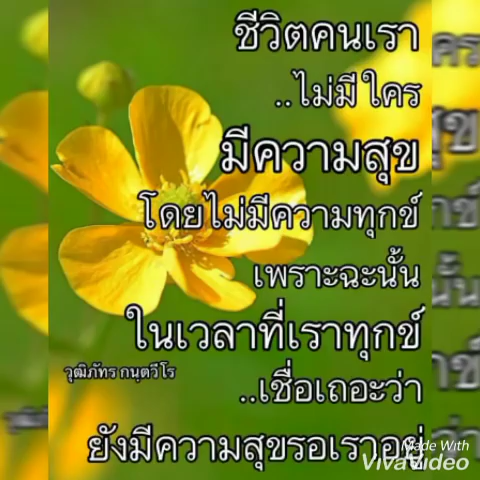 ชีวิตคนเรา
..ไม่มีใคร
มีความสุข
โดยไม่มีความทุกข์
เพราะฉะนั้น
ในเวลาที่เราทุกข์
วุฒิภัทร กนฺตวีโร
..เชื่อเถอะว่า
ยังมีความสุขรอเราอยู่
Made With
VivaVideo